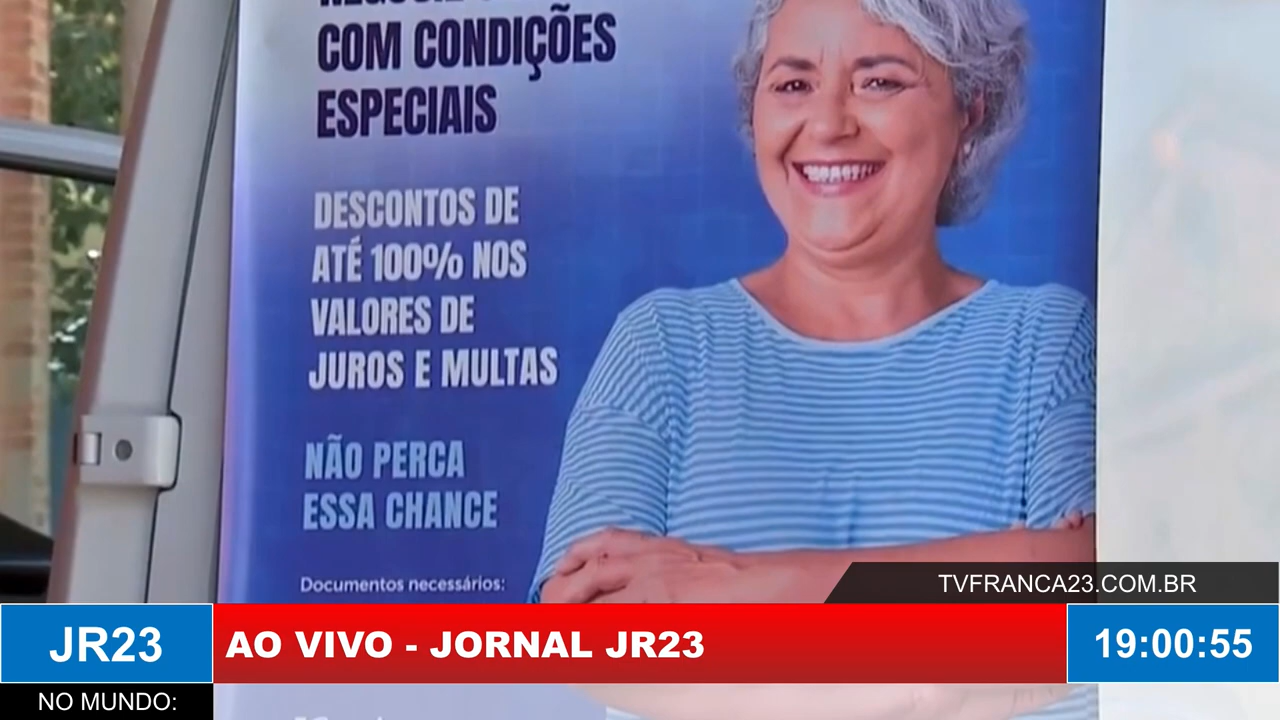 COM CONDIÇÕES
ESPECIAIS
DESCONTOS DE
ATÉ 100% NOS
VALORES DE
JUROS E MULTAS
NÃO PERCA
ESSA CHANCE
Documentos necessários:
TVFRANCA23.COM.BR
JR23
AO VIVO - JORNAL JR23
19:00:55
NO MUNDO: